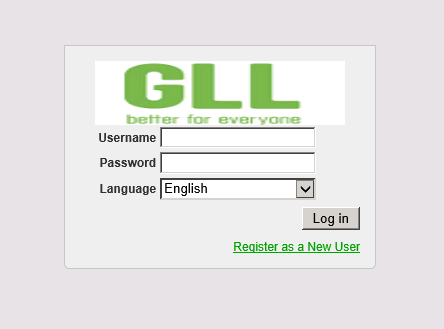 GLL
better for everyone
Username
Password
Language English
Log in
Register as a New User